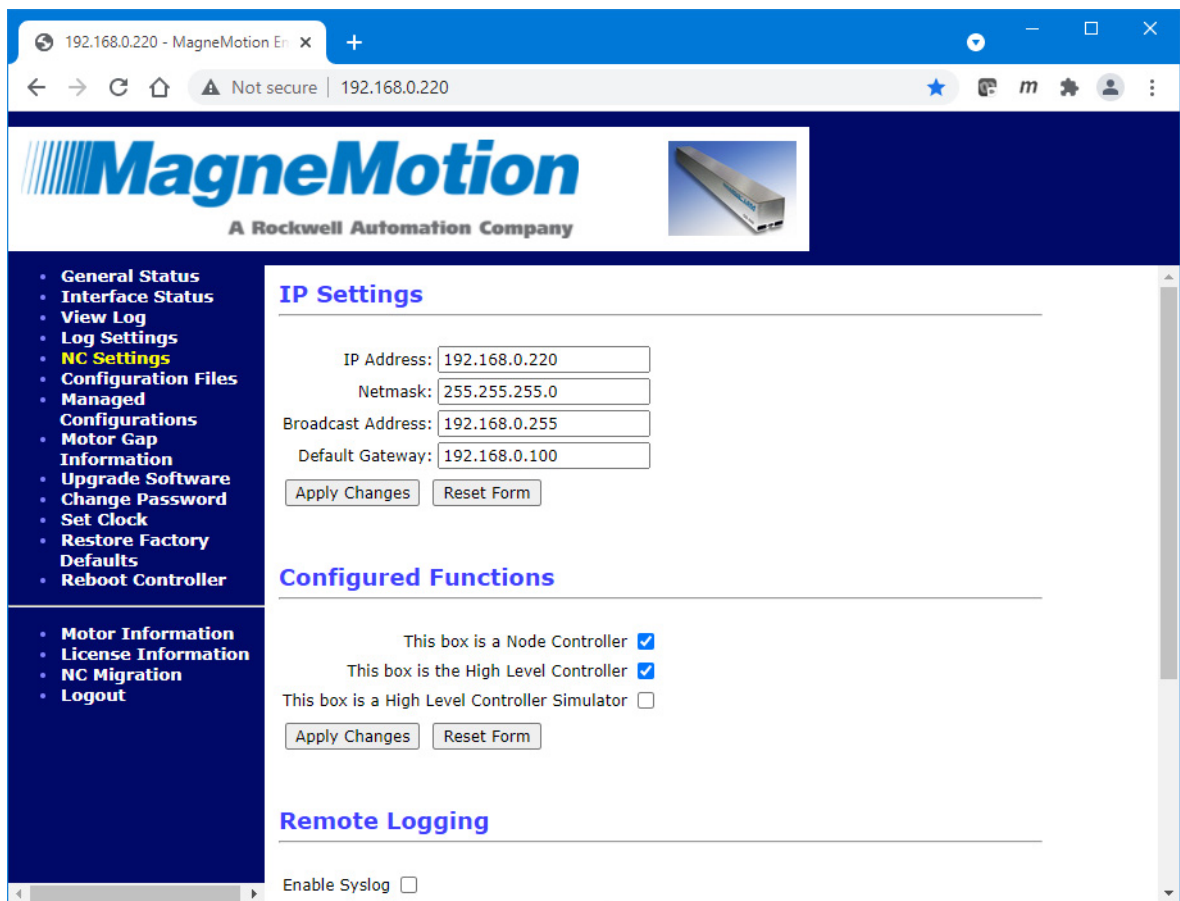 192.168.0.220 - MagneMotion En
Not secure | 192.168.0.220
m
MagneMotion
A Rockwell Automation Company
General Status
Interface Status
View Log
Log Settings
NC Settings
Configuration Files
Managed
Configurations
Motor Gap
Information
Upgrade Software
Change Password
Set Clock
Restore Factory
Defaults
Reboot Controller
Motor Information
License Information
NC Migration
Logout
IP Settings
IP Address: 192.168.0.220
Netmask: 255.255.255.0
Broadcast Address: 192.168.0.255
Default Gateway: 192.168.0.100
Apply Changes Reset Form
Configured Functions
This box is a Node Controller
This box is the High Level Controller
This box is a High Level Controller Simulator
Apply Changes Reset Form
Remote Logging
Enable Syslog